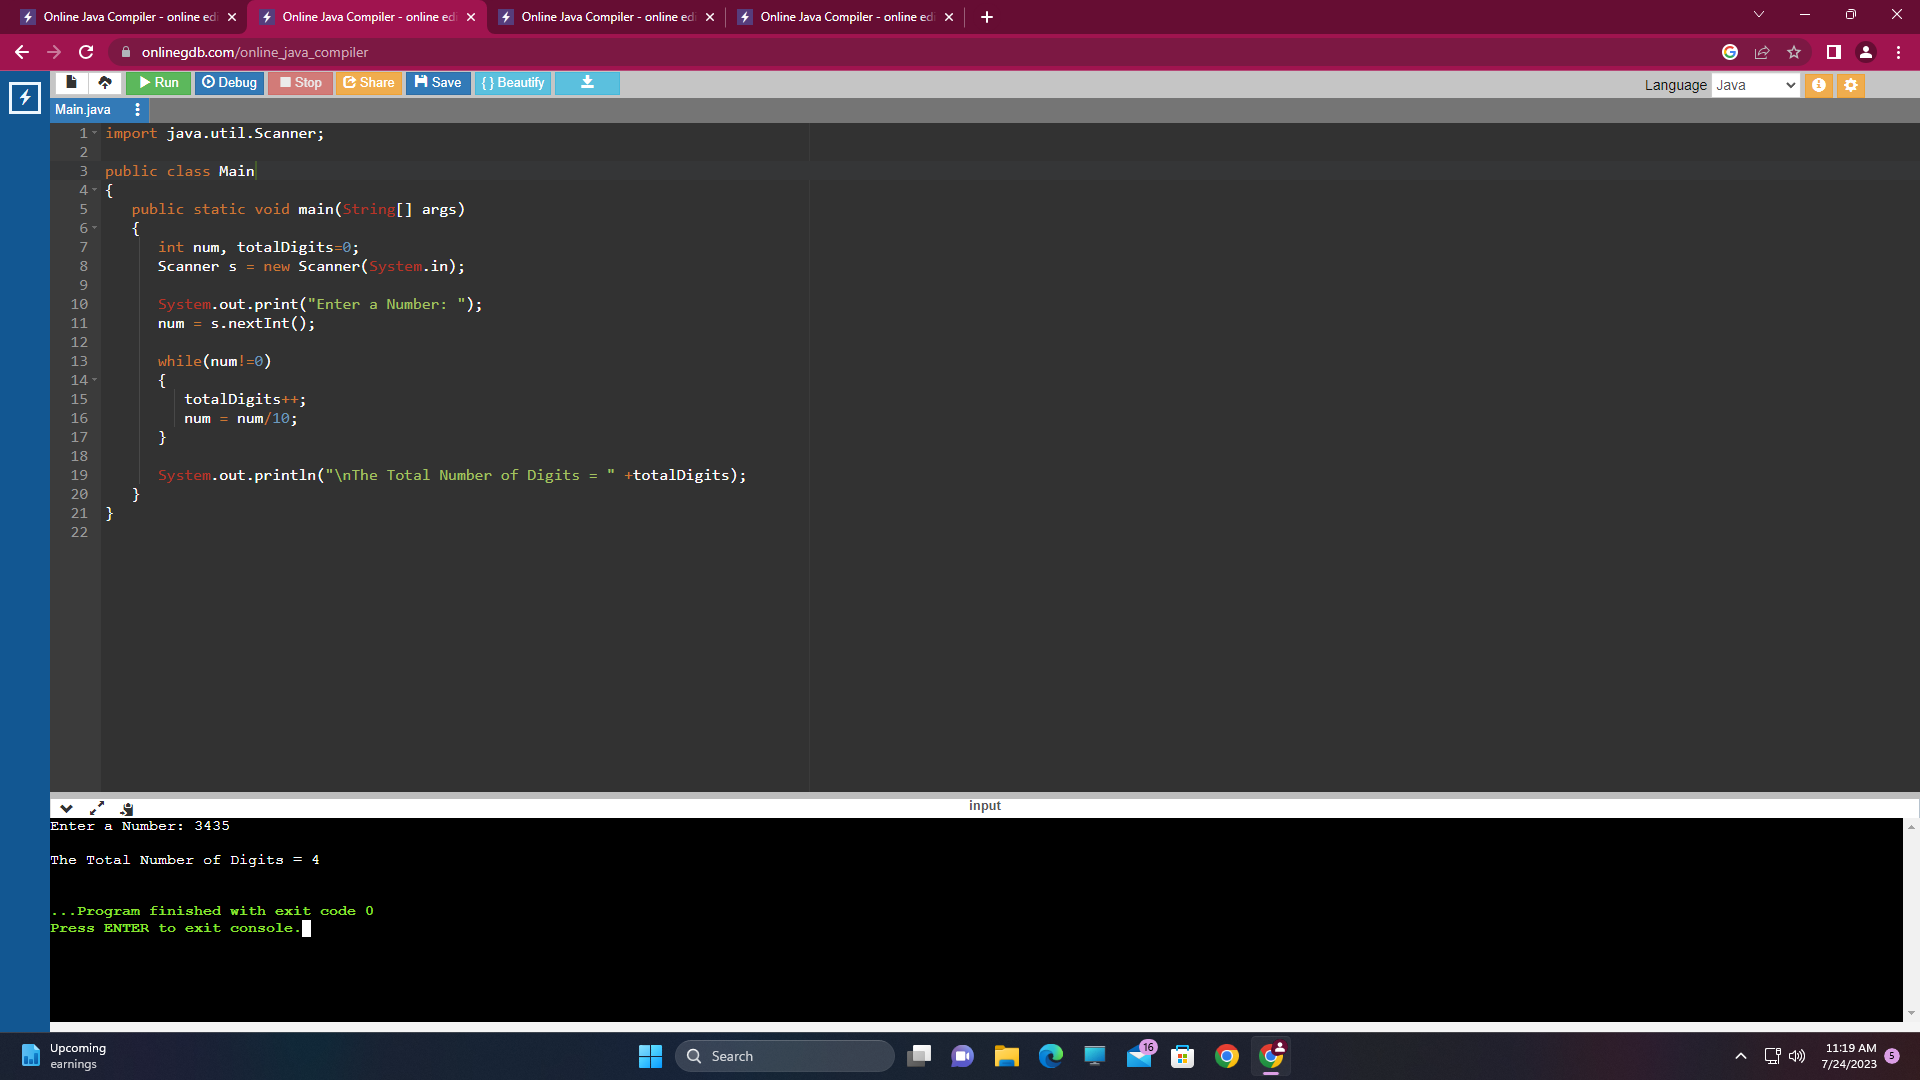 Online Java Compiler - online edi
Online Java Compiler - online edi
Online Java Compiler - online edi
Online Java Compiler - online edi
onlinegdb.com/online_java_compiler
Run Debug Stop Share Save { } Beautify
Language Java
Main.java
1 import java.util.Scanner;
2
3 public class Main
4 {
5 public static void main(String[] args)
6 {
7 int num, totalDigits=0;
8 Scanner s = new Scanner(System.in);
9
10 System.out.print("Enter a Number: ");
11 num = s.nextInt();
12
13 while(num!=0)
14 {
15 totalDigits++;
16 num = num/10;
17 }
18
19 System.out.println("\nThe Total Number of Digits = " +totalDigits);
20 }
21 }
22
input
Enter a Number: 3435
The Total Number of Digits = 4
...Program finished with exit code 0
Press ENTER to exit console.
Upcoming
earnings
Search
16
11:19 AM
7/24/2023
5